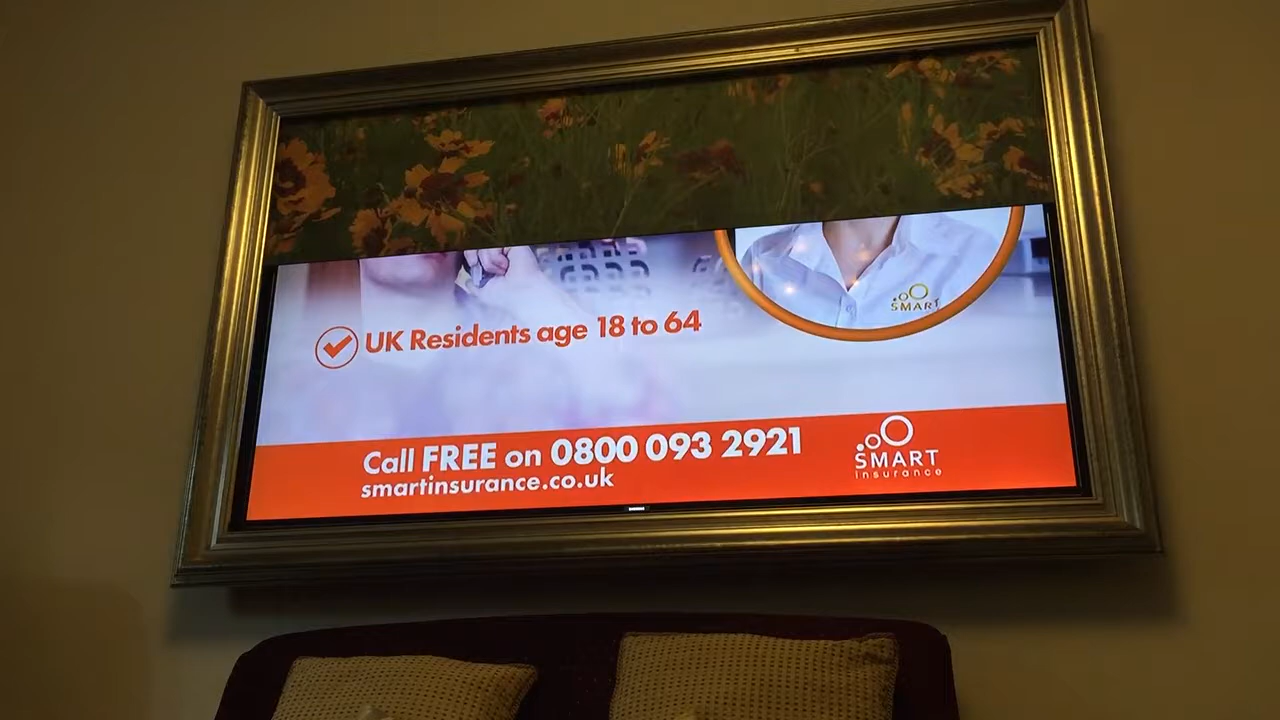 SMART
UK Residents age 18 to 64
Call FREE on 0800 093 2921
smartinsurance.co.uk
SMART
insurance